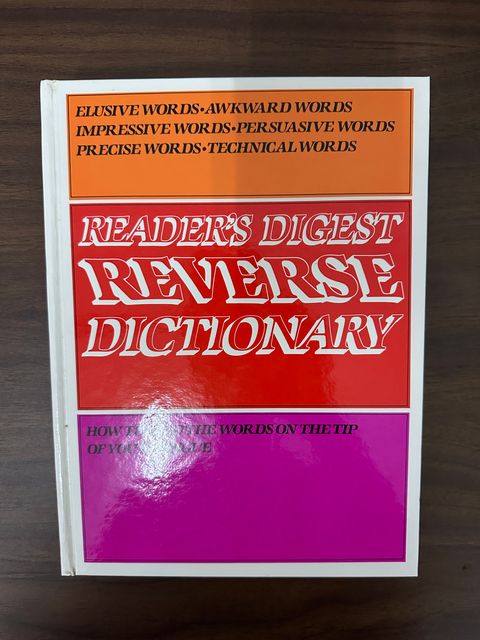 ELUSIVE WORDS•AWKWARD WORDS
IMPRESSIVE WORDS•PERSUASIVE WORDS
PRECISE WORDS•TECHNICAL WORDS
READER'S DIGEST
REVERSE
DICTIONARY
HOW THE WORDS ON THE TIP
OF